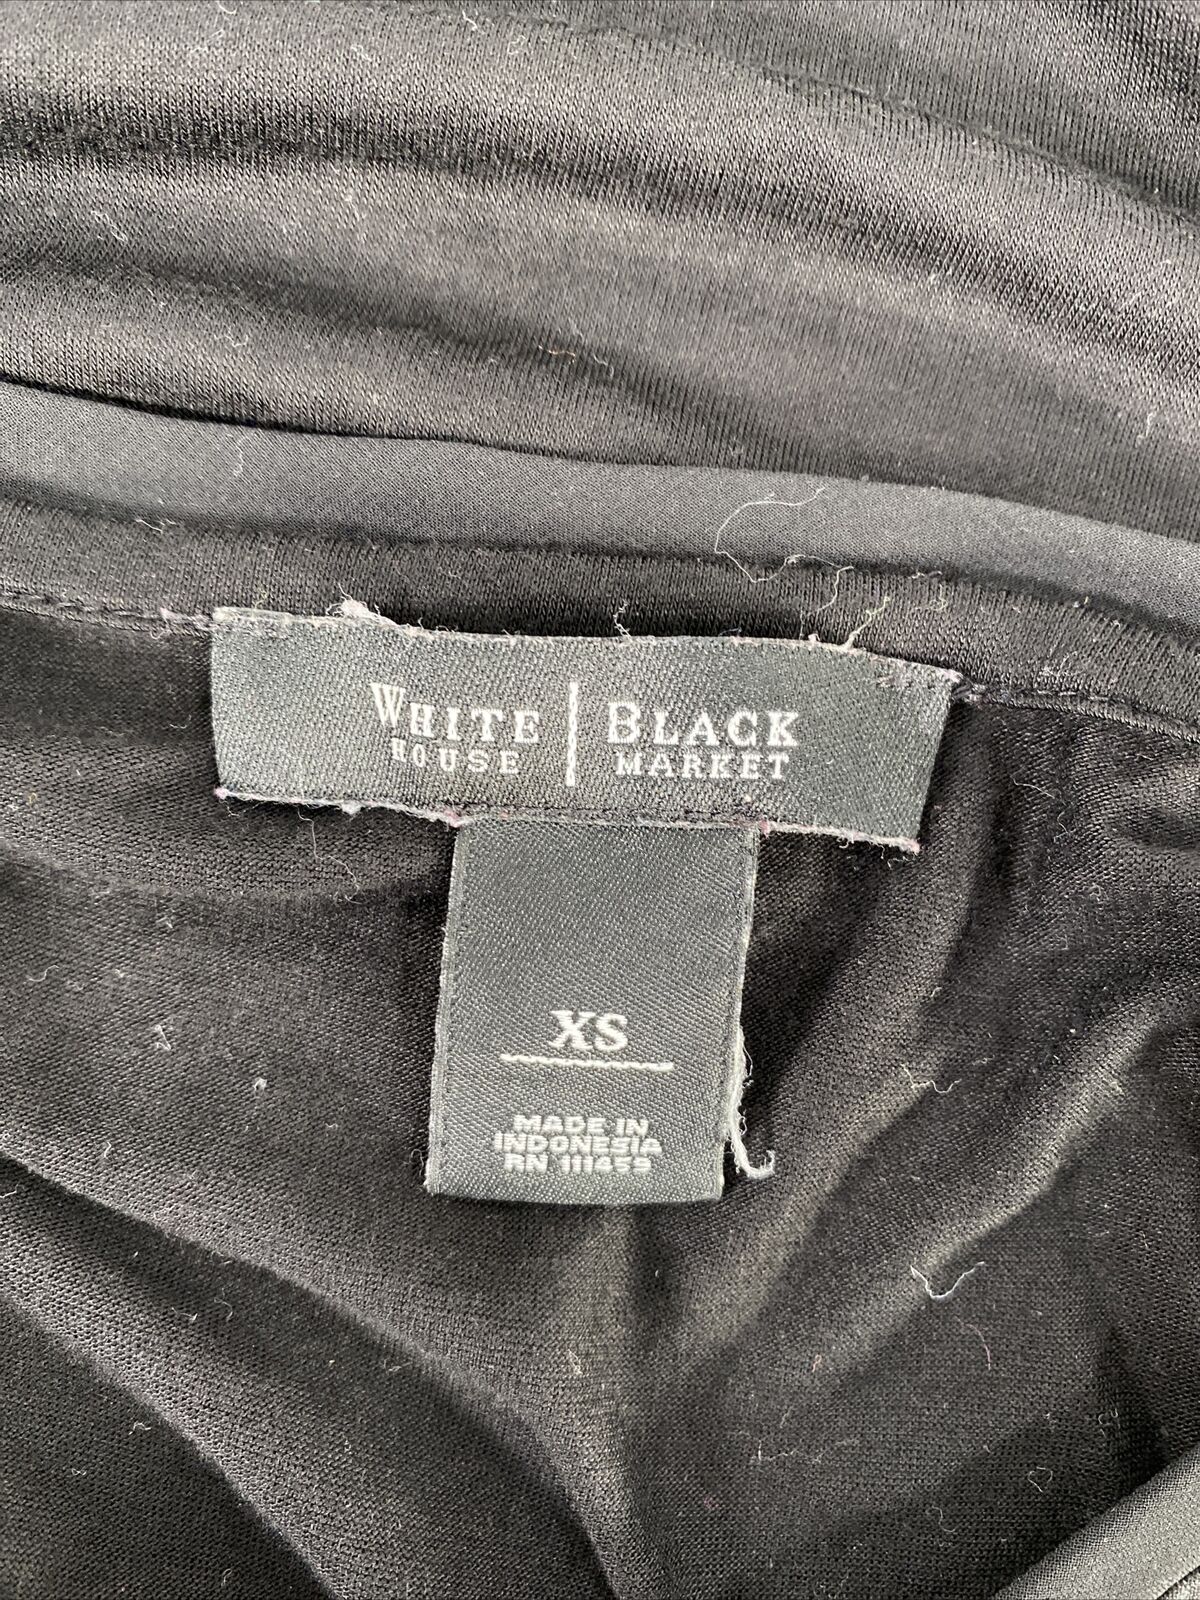 WHITE | BLACK
HOUSE | MARKET
XS
MADE IN
INDONESIA
RN 111459